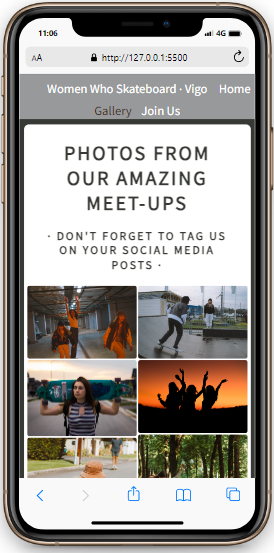 11:06
4G
AA
http://127.0.0.1:5500
Women Who Skateboard · Vigo Home
Gallery Join Us
PHOTOS FROM
OUR AMAZING
MEET-UPS
· DON'T FORGET TO TAG US
ON YOUR SOCIAL MEDIA
POSTS ·